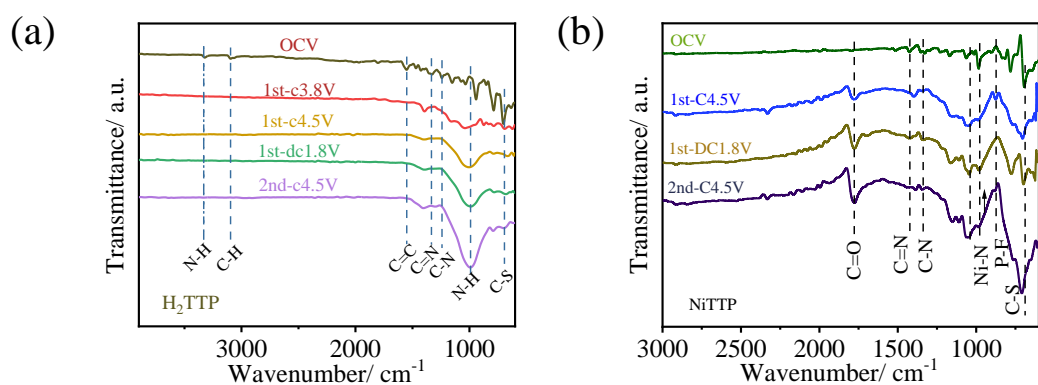 (a)
Transmittance/ a.u.
OCV
1st-c3.8V
1st-c4.5V
1st-dc1.8V
2nd-c4.5V
N-H
C-H
C=C
C=N
C-N
N-H
C-S
H₂TTP
3000
2000
1000
Wavenumber/ cm⁻¹
(b)
Transmittance/ a.u.
OCV
1st-C4.5V
1st-DC1.8V
2nd-C4.5V
C=O
C=N
C-N
Ni-N
P-F
C-S
NiTTP
3000
2500
2000
1500
1000
Wavenumber/ cm⁻¹